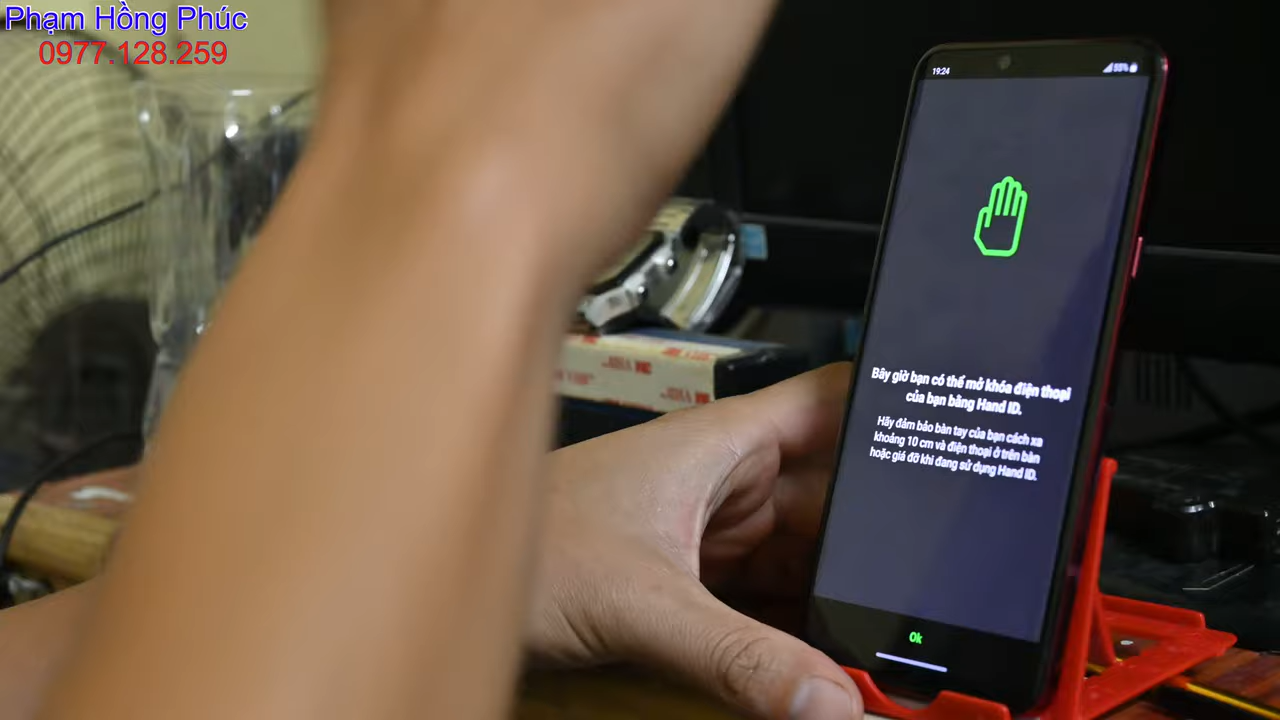 Phạm Hồng Phúc
0977.128.259
19:24
55%
Bây giờ bạn có thể mở khóa điện thoại
của bạn bằng Hand ID.
Hãy đảm bảo bàn tay của bạn cách xa
khoảng 10 cm và điện thoại ở trên bàn
hoặc giá đỡ khi đang sử dụng Hand ID.
Ok